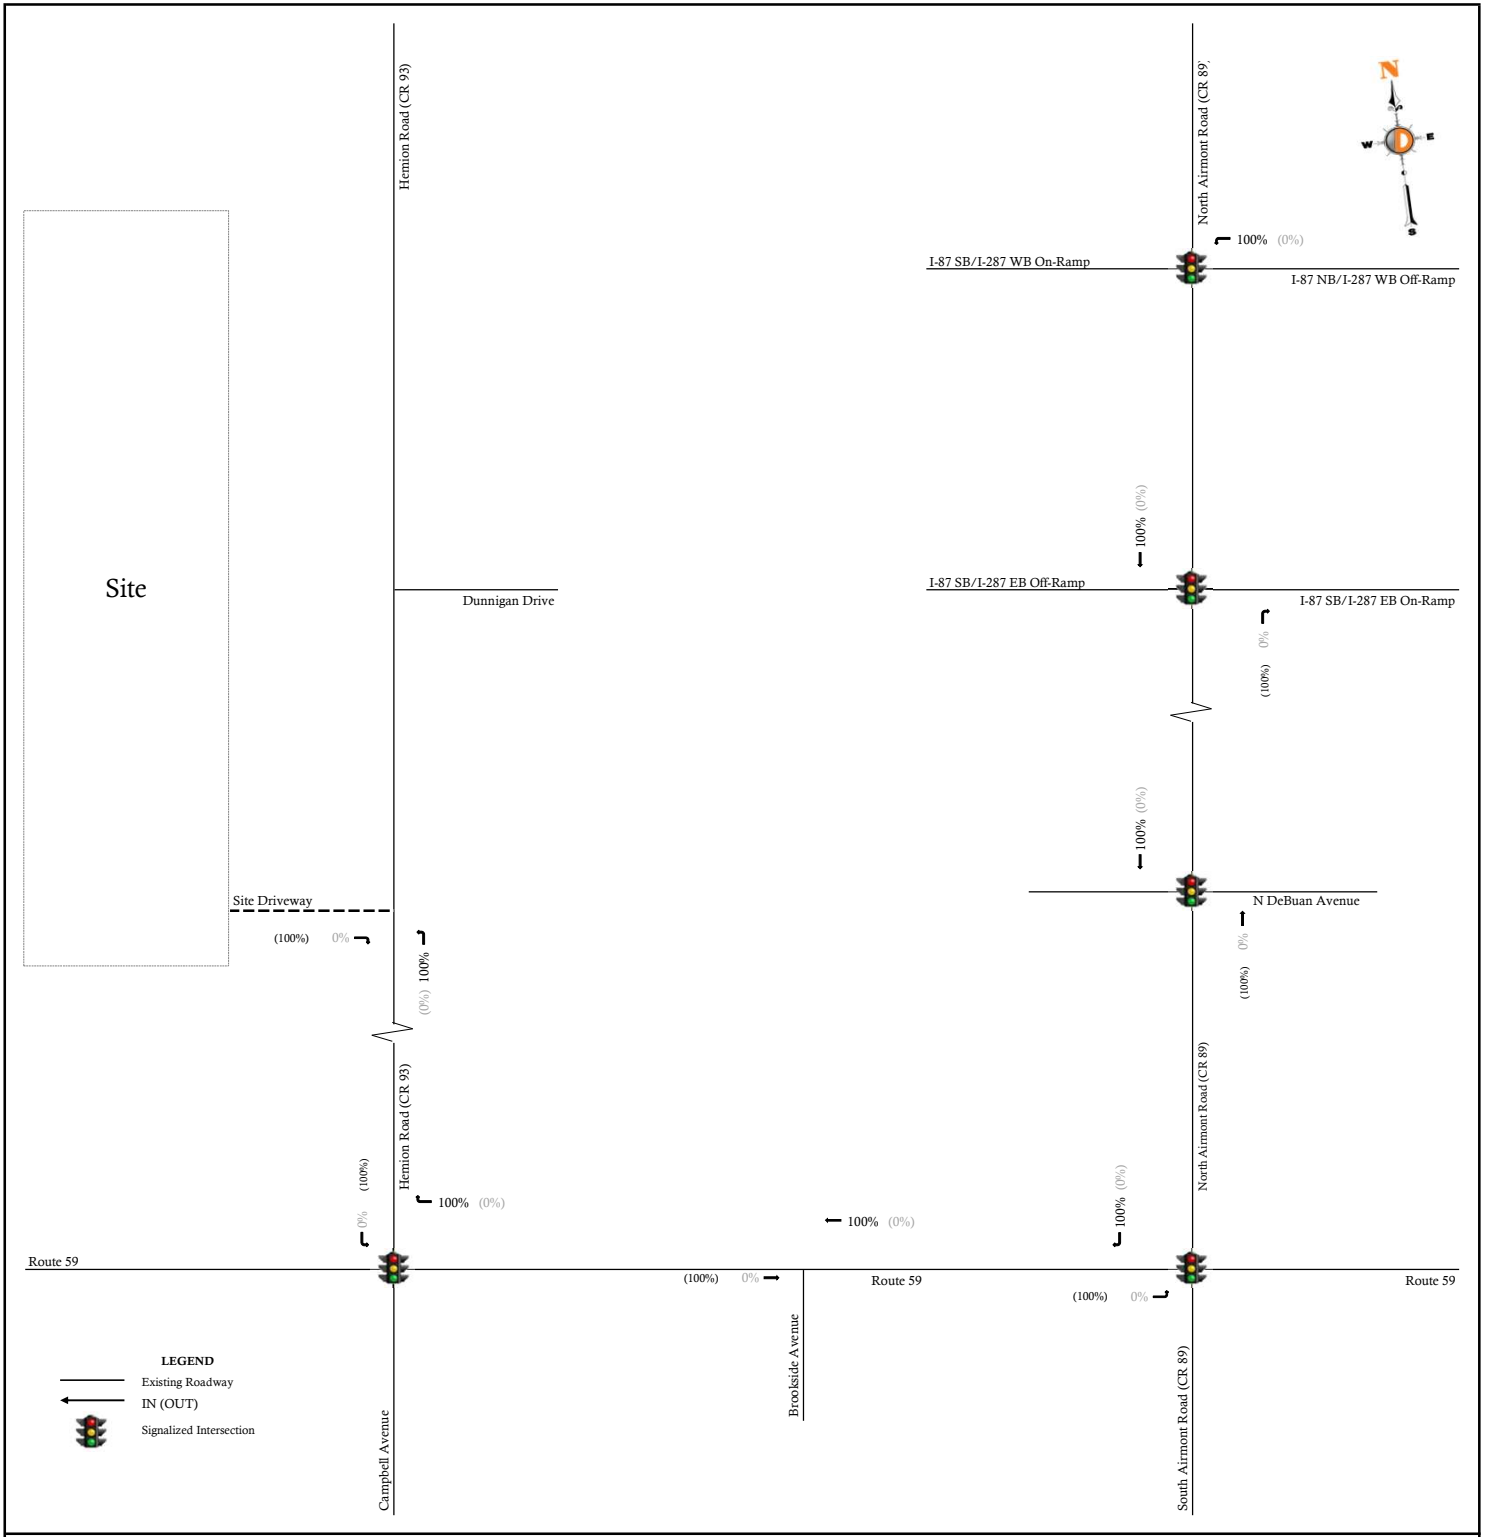 Hemion Road (CR 93)
North Airmont Road (CR 89)
N
W
D
E
S
100% (0%)
I-87 SB/I-287 WB On-Ramp
I-87 NB/I-287 WB Off-Ramp
100% (0%)
Site
Dunnigan Drive
I-87 SB/I-287 EB Off-Ramp
I-87 SB/I-287 EB On-Ramp
(100%) 0%
100% (0%)
Site Driveway
N DeBuan Avenue
(100%) 0%
(0%) 100%
(100%) 0%
Hemion Road (CR 93)
North Airmont Road (CR 89)
0% (100%)
100% (0%)
100% (0%)
100% (0%)
Route 59
(100%) 0%
Route 59
Route 59
(100%) 0%
Brookside Avenue
South Airmont Road (CR 89)
Campbell Avenue
LEGEND
Existing Roadway
IN (OUT)
Signalized Intersection